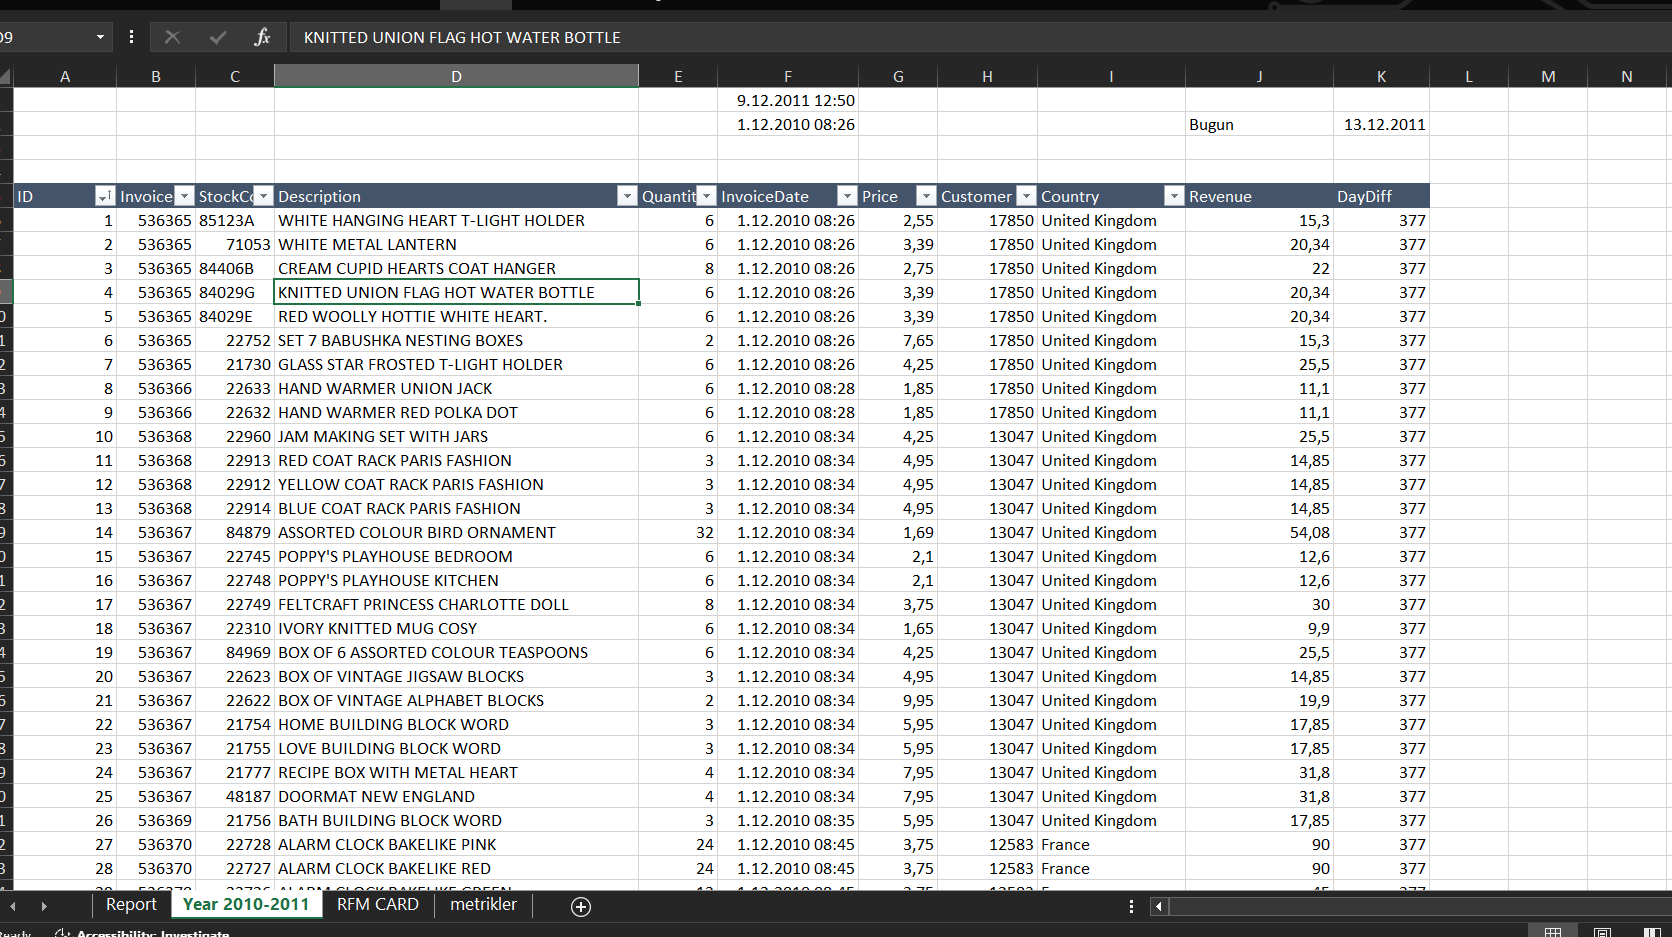 KNITTED UNION FLAG HOT WATER BOTTLE
A B C D E F G H I J K L M N
9.12.2011 12:50
1.12.2010 08:26 Bugun 13.12.2011
ID Invoice StockCo Description Quantit InvoiceDate Price Customer Country Revenue DayDiff
1 536365 85123A WHITE HANGING HEART T-LIGHT HOLDER 6 1.12.2010 08:26 2,55 17850 United Kingdom 15,3 377
2 536365 71053 WHITE METAL LANTERN 6 1.12.2010 08:26 3,39 17850 United Kingdom 20,34 377
3 536365 84406B CREAM CUPID HEARTS COAT HANGER 8 1.12.2010 08:26 2,75 17850 United Kingdom 22 377
4 536365 84029G KNITTED UNION FLAG HOT WATER BOTTLE 6 1.12.2010 08:26 3,39 17850 United Kingdom 20,34 377
5 536365 84029E RED WOOLLY HOTTIE WHITE HEART. 6 1.12.2010 08:26 3,39 17850 United Kingdom 20,34 377
6 536365 22752 SET 7 BABUSHKA NESTING BOXES 2 1.12.2010 08:26 7,65 17850 United Kingdom 15,3 377
7 536365 21730 GLASS STAR FROSTED T-LIGHT HOLDER 6 1.12.2010 08:26 4,25 17850 United Kingdom 25,5 377
8 536366 22633 HAND WARMER UNION JACK 6 1.12.2010 08:28 1,85 17850 United Kingdom 11,1 377
9 536366 22632 HAND WARMER RED POLKA DOT 6 1.12.2010 08:28 1,85 17850 United Kingdom 11,1 377
10 536368 22960 JAM MAKING SET WITH JARS 6 1.12.2010 08:34 4,25 13047 United Kingdom 25,5 377
11 536368 22913 RED COAT RACK PARIS FASHION 3 1.12.2010 08:34 4,95 13047 United Kingdom 14,85 377
12 536368 22912 YELLOW COAT RACK PARIS FASHION 3 1.12.2010 08:34 4,95 13047 United Kingdom 14,85 377
13 536368 22914 BLUE COAT RACK PARIS FASHION 3 1.12.2010 08:34 4,95 13047 United Kingdom 14,85 377
14 536367 84879 ASSORTED COLOUR BIRD ORNAMENT 32 1.12.2010 08:34 1,69 13047 United Kingdom 54,08 377
15 536367 22745 POPPY'S PLAYHOUSE BEDROOM 6 1.12.2010 08:34 2,1 13047 United Kingdom 12,6 377
16 536367 22748 POPPY'S PLAYHOUSE KITCHEN 6 1.12.2010 08:34 2,1 13047 United Kingdom 12,6 377
17 536367 22749 FELTCRAFT PRINCESS CHARLOTTE DOLL 8 1.12.2010 08:34 3,75 13047 United Kingdom 30 377
18 536367 22310 IVORY KNITTED MUG COSY 6 1.12.2010 08:34 1,65 13047 United Kingdom 9,9 377
19 536367 84969 BOX OF 6 ASSORTED COLOUR TEASPOONS 6 1.12.2010 08:34 4,25 13047 United Kingdom 25,5 377
20 536367 22623 BOX OF VINTAGE JIGSAW BLOCKS 3 1.12.2010 08:34 4,95 13047 United Kingdom 14,85 377
21 536367 22622 BOX OF VINTAGE ALPHABET BLOCKS 2 1.12.2010 08:34 9,95 13047 United Kingdom 19,9 377
22 536367 21754 HOME BUILDING BLOCK WORD 3 1.12.2010 08:34 5,95 13047 United Kingdom 17,85 377
23 536367 21755 LOVE BUILDING BLOCK WORD 3 1.12.2010 08:34 5,95 13047 United Kingdom 17,85 377
24 536367 21777 RECIPE BOX WITH METAL HEART 4 1.12.2010 08:34 7,95 13047 United Kingdom 31,8 377
25 536367 48187 DOORMAT NEW ENGLAND 4 1.12.2010 08:34 7,95 13047 United Kingdom 31,8 377
26 536369 21756 BATH BUILDING BLOCK WORD 3 1.12.2010 08:35 5,95 13047 United Kingdom 17,85 377
27 536370 22728 ALARM CLOCK BAKELIKE PINK 24 1.12.2010 08:45 3,75 12583 France 90 377
28 536370 22727 ALARM CLOCK BAKELIKE RED 24 1.12.2010 08:45 3,75 12583 France 90 377
Report Year 2010-2011 RFM CARD metrikler
Accessibility: Investigate